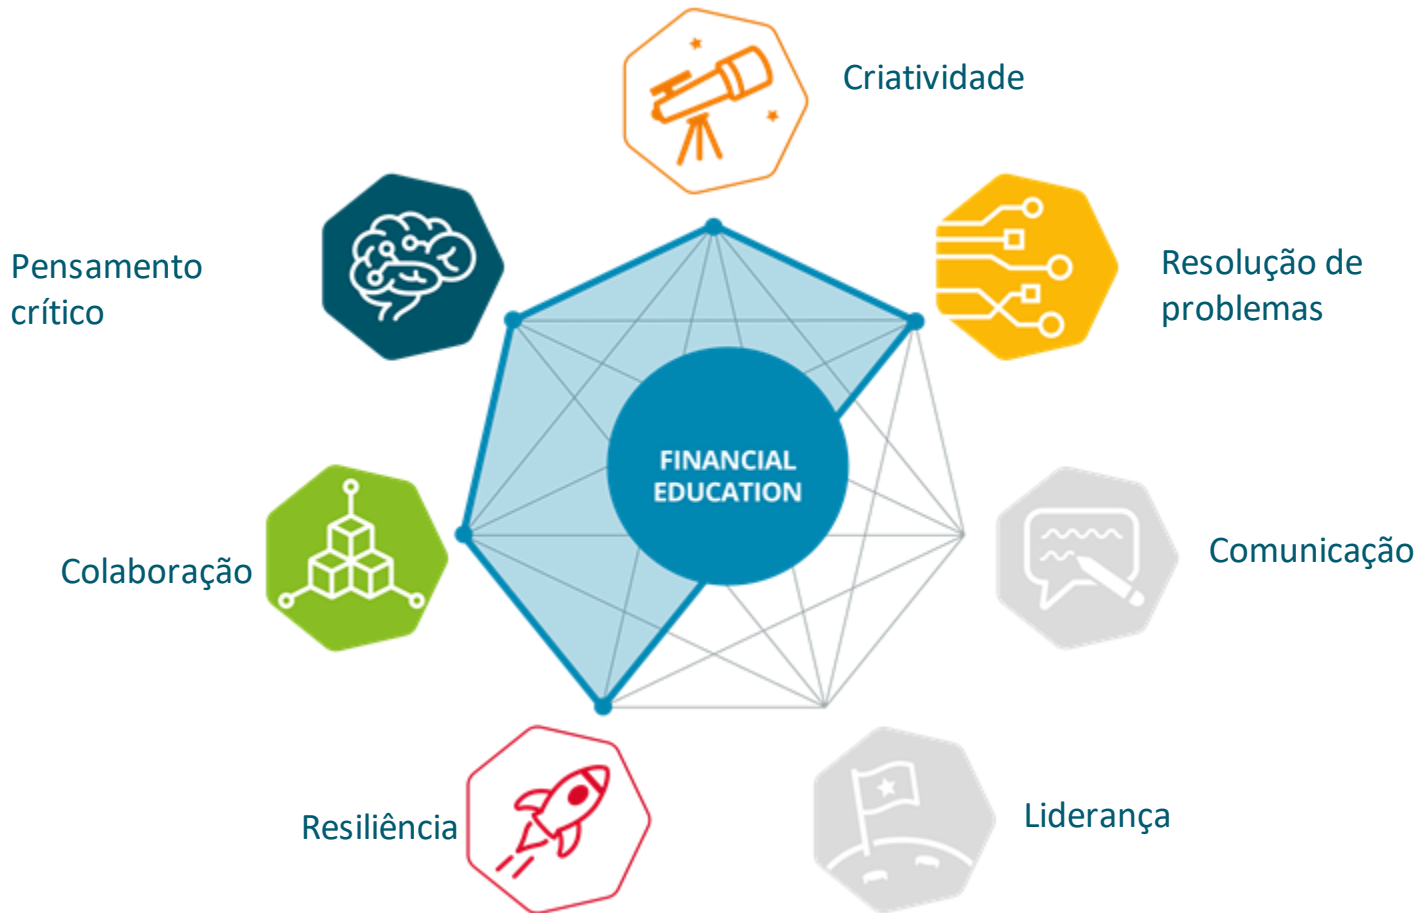 Criatividade
Pensamento
crítico
Resolução de
problemas
FINANCIAL
EDUCATION
Colaboração
Comunicação
Resiliência
Liderança